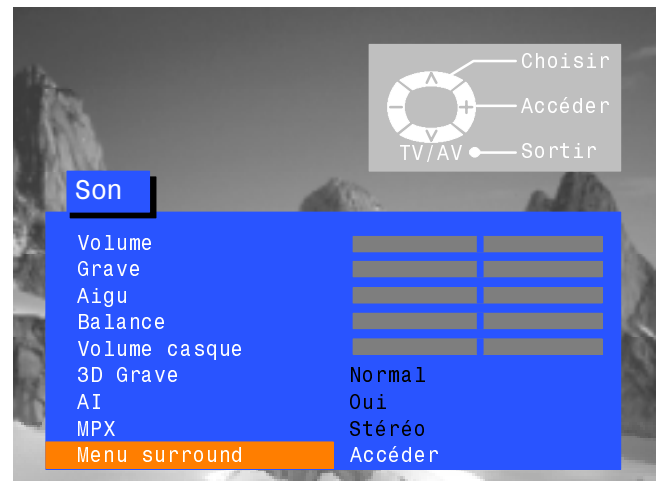 Choisir
Accéder
TV/AV Sortir
Son
Volume
Grave
Aigu
Balance
Volume casque
3D Grave Normal
AI Oui
MPX Stéréo
Menu surround Accéder